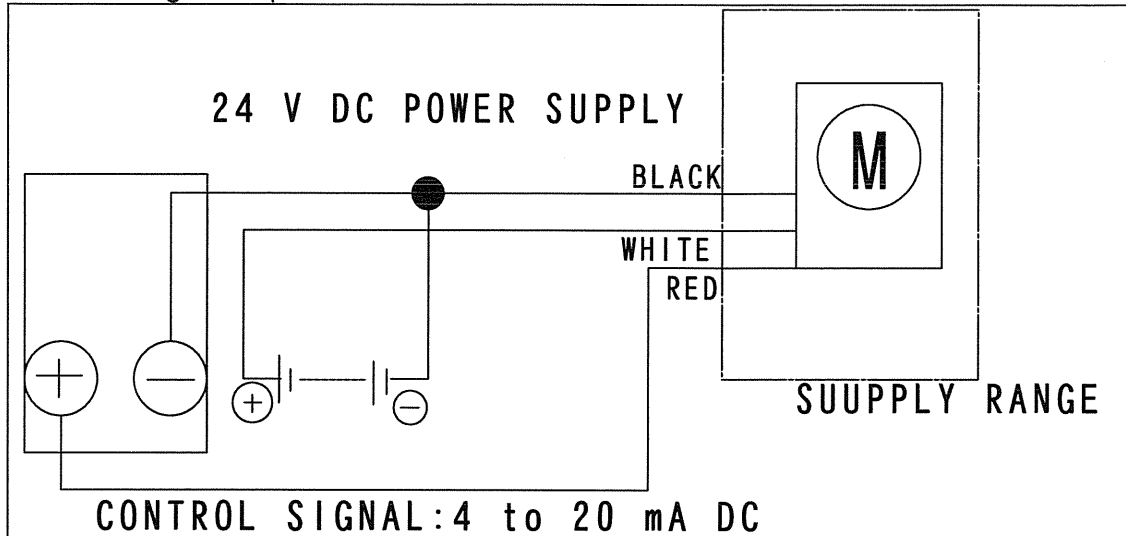 24 V DC POWER SUPPLY
M
BLACK
WHITE
RED
+
−
+
−
SUUPPLY RANGE
CONTROL SIGNAL:4 to 20 mA DC